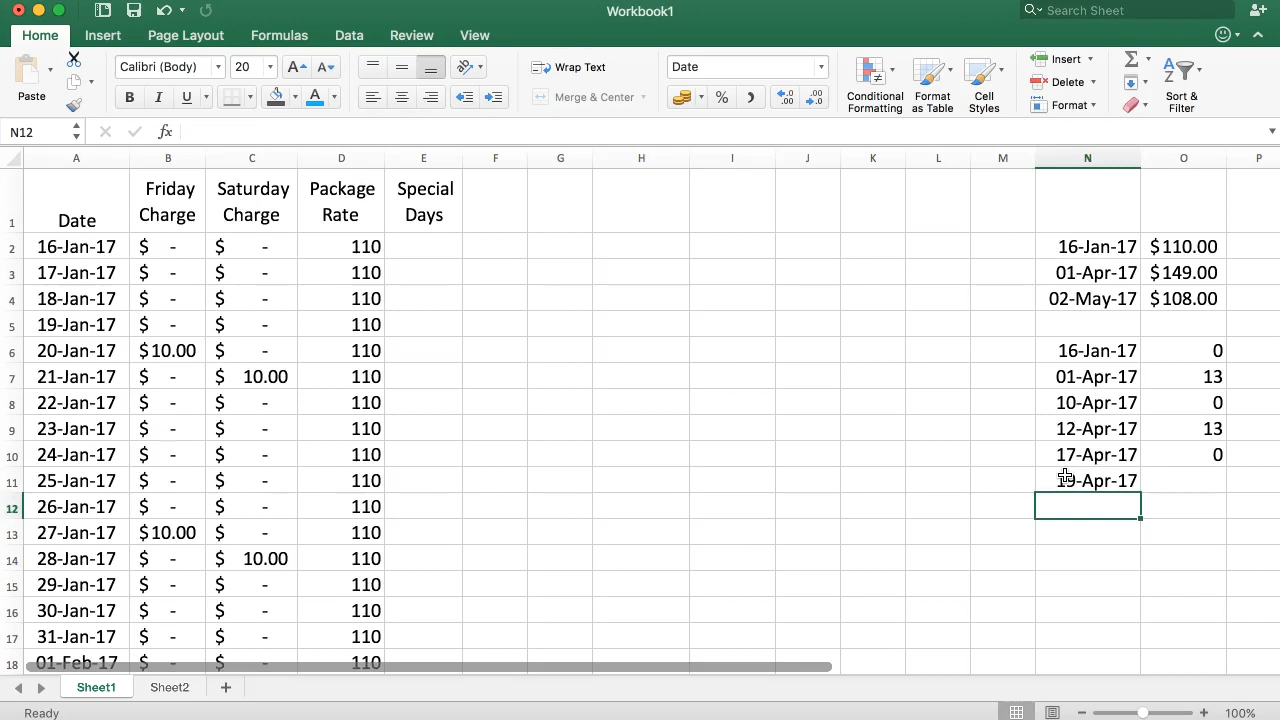 Workbook1
Search Sheet
Home Insert Page Layout Formulas Data Review View
Paste
Calibri (Body) 20
B I U
Wrap Text
Merge & Center
Date
Conditional Formatting
Format as Table
Cell Styles
Insert
Delete
Format
Sort & Filter
N12 fx
A B C D E F G H I J K L M N O P
1 Date Friday Charge Saturday Charge Package Rate Special Days
2 16-Jan-17 $ - $ - 110 16-Jan-17 $110.00
3 17-Jan-17 $ - $ - 110 01-Apr-17 $149.00
4 18-Jan-17 $ - $ - 110 02-May-17 $108.00
5 19-Jan-17 $ - $ - 110
6 20-Jan-17 $10.00 $ - 110 16-Jan-17 0
7 21-Jan-17 $ - $ 10.00 110 01-Apr-17 13
8 22-Jan-17 $ - $ - 110 10-Apr-17 0
9 23-Jan-17 $ - $ - 110 12-Apr-17 13
10 24-Jan-17 $ - $ - 110 17-Apr-17 0
11 25-Jan-17 $ - $ - 110 19-Apr-17
12 26-Jan-17 $ - $ - 110
13 27-Jan-17 $10.00 $ - 110
14 28-Jan-17 $ - $ 10.00 110
15 29-Jan-17 $ - $ - 110
16 30-Jan-17 $ - $ - 110
17 31-Jan-17 $ - $ - 110
18 01-Feb-17 $ - $ - 110
Sheet1 Sheet2 +
Ready 100%